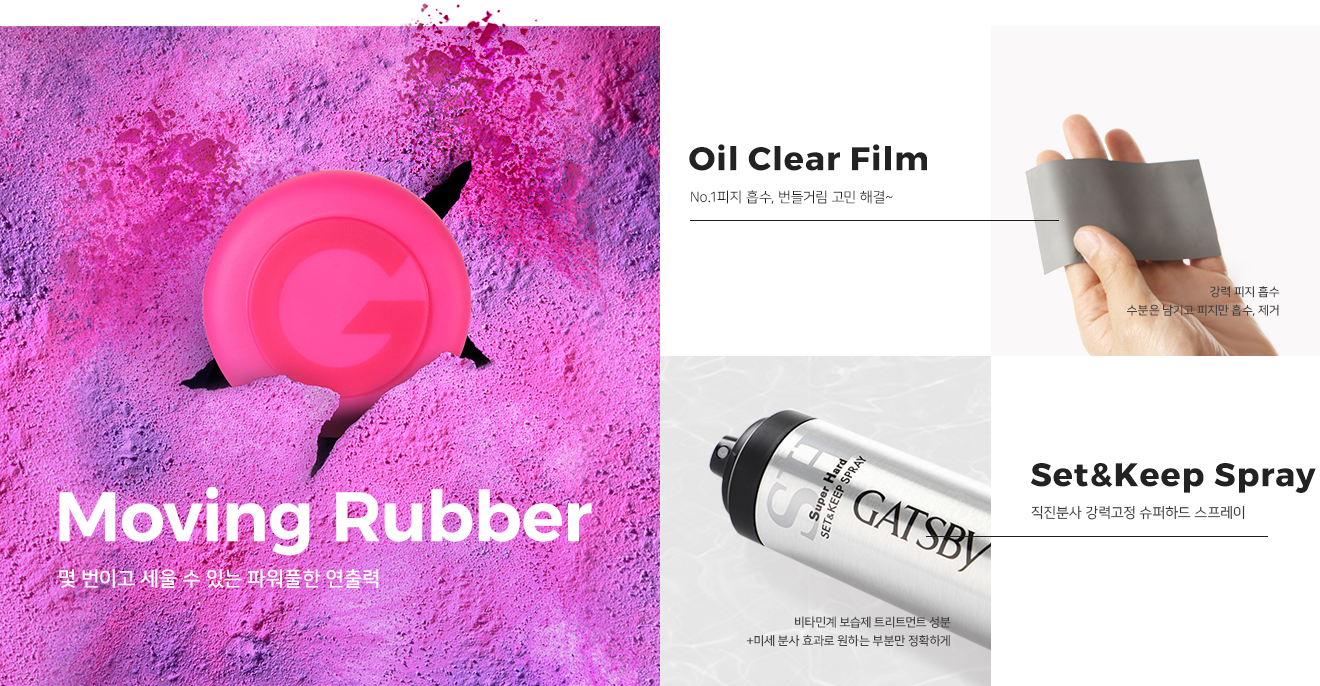 G
Moving Rubber
몇 번이고 세울 수 있는 파워풀한 연출력
Oil Clear Film
No.1피지 흡수, 번들거림 고민 해결~
강력 피지 흡수
수분은 남기고 피지만 흡수, 제거
SH
Super Hard
SET&KEEP SPRAY
GATSBY
비타민계 보습제 트리트먼트 성분
+미세 분사 효과로 원하는 부분만 정확하게
Set&Keep Spray
직진분사 강력고정 슈퍼하드 스프레이